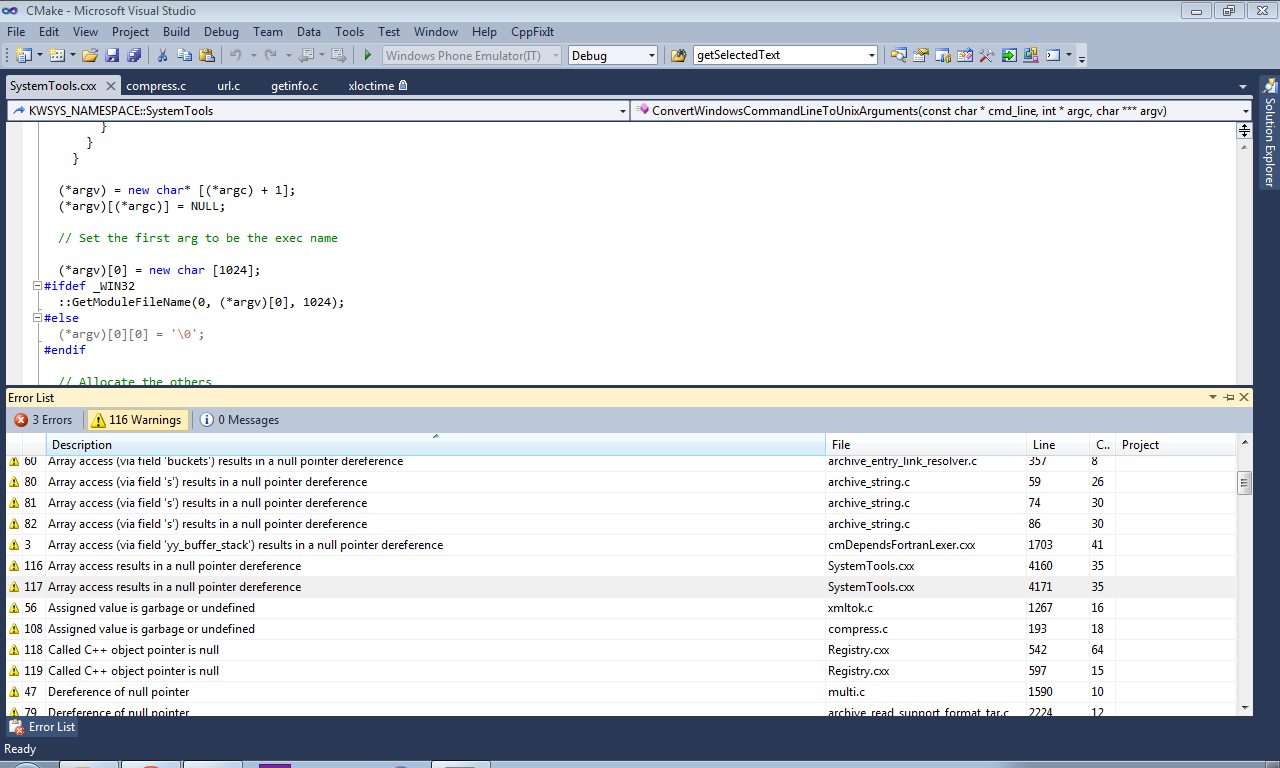 CMake - Microsoft Visual Studio
File Edit View Project Build Debug Team Data Tools Test Window Help CppFixIt
Windows Phone Emulator(IT) Debug getSelectedText
SystemTools.cxx compress.c url.c getinfo.c xloctime
KWSYS_NAMESPACE::SystemTools ConvertWindowsCommandLineToUnixArguments(const char * cmd_line, int * argc, char *** argv)
Solution Explorer
}
}
}
(*argv) = new char* [(*argc) + 1];
(*argv)[(*argc)] = NULL;
// Set the first arg to be the exec name
(*argv)[0] = new char [1024];
#ifdef _WIN32
::GetModuleFileName(0, (*argv)[0], 1024);
#else
(*argv)[0][0] = '\0';
#endif
// Allocate the others
Error List
3 Errors 116 Warnings 0 Messages
Description File Line C.. Project
60 Array access (via field 'buckets') results in a null pointer dereference archive_entry_link_resolver.c 357 8
80 Array access (via field 's') results in a null pointer dereference archive_string.c 59 26
81 Array access (via field 's') results in a null pointer dereference archive_string.c 74 30
82 Array access (via field 's') results in a null pointer dereference archive_string.c 86 30
3 Array access (via field 'yy_buffer_stack') results in a null pointer dereference cmDependsFortranLexer.cxx 1703 41
116 Array access results in a null pointer dereference SystemTools.cxx 4160 35
117 Array access results in a null pointer dereference SystemTools.cxx 4171 35
56 Assigned value is garbage or undefined xmltok.c 1267 16
108 Assigned value is garbage or undefined compress.c 193 18
118 Called C++ object pointer is null Registry.cxx 542 64
119 Called C++ object pointer is null Registry.cxx 597 15
47 Dereference of null pointer multi.c 1590 10
79 Dereference of null pointer archive_read_support_format_tar.c 2224 12
Error List
Ready